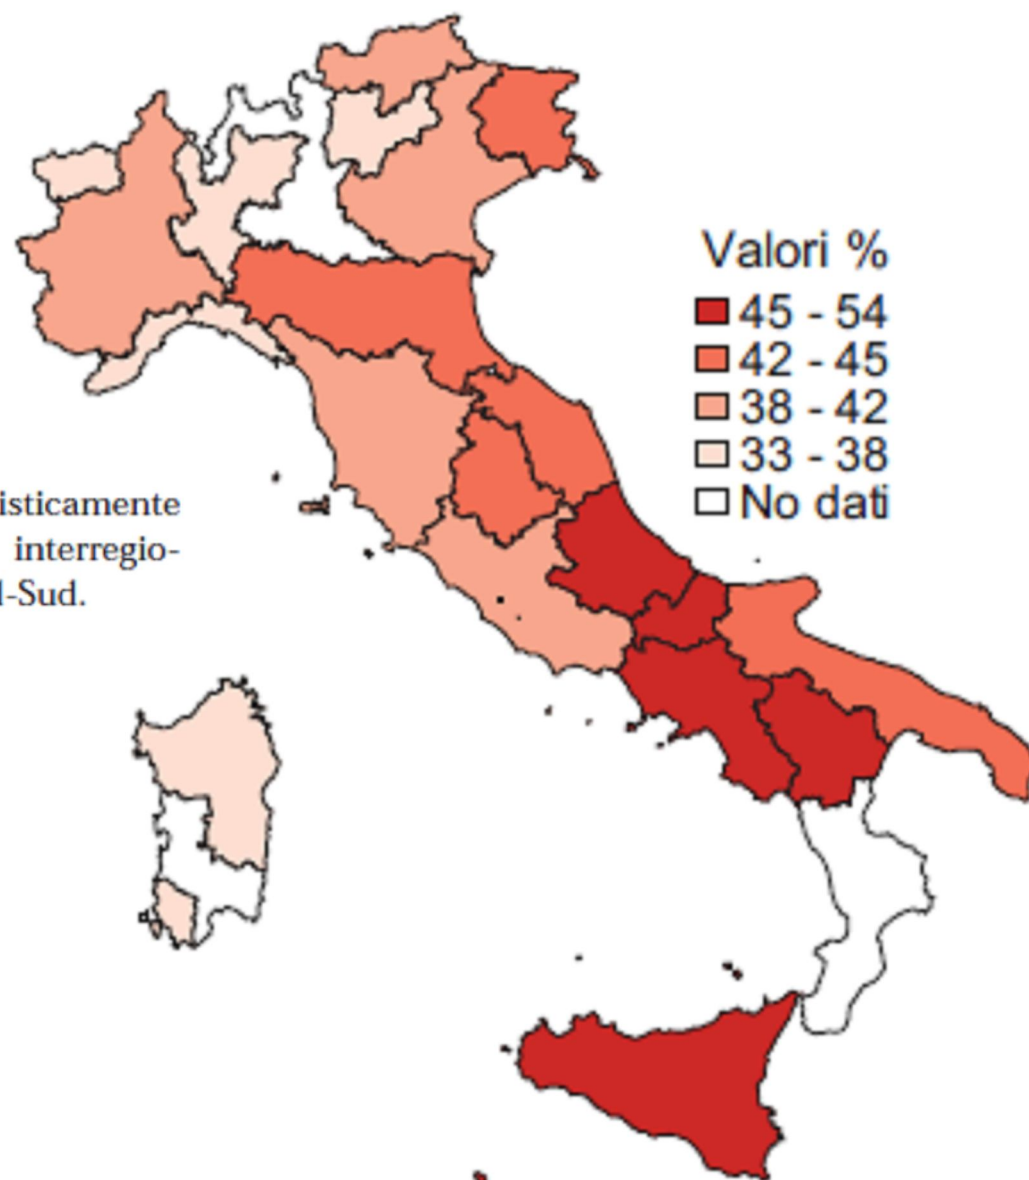 Valori %
45 - 54
42 - 45
38 - 42
33 - 38
No dati
isticamente
interregio-
l-Sud.